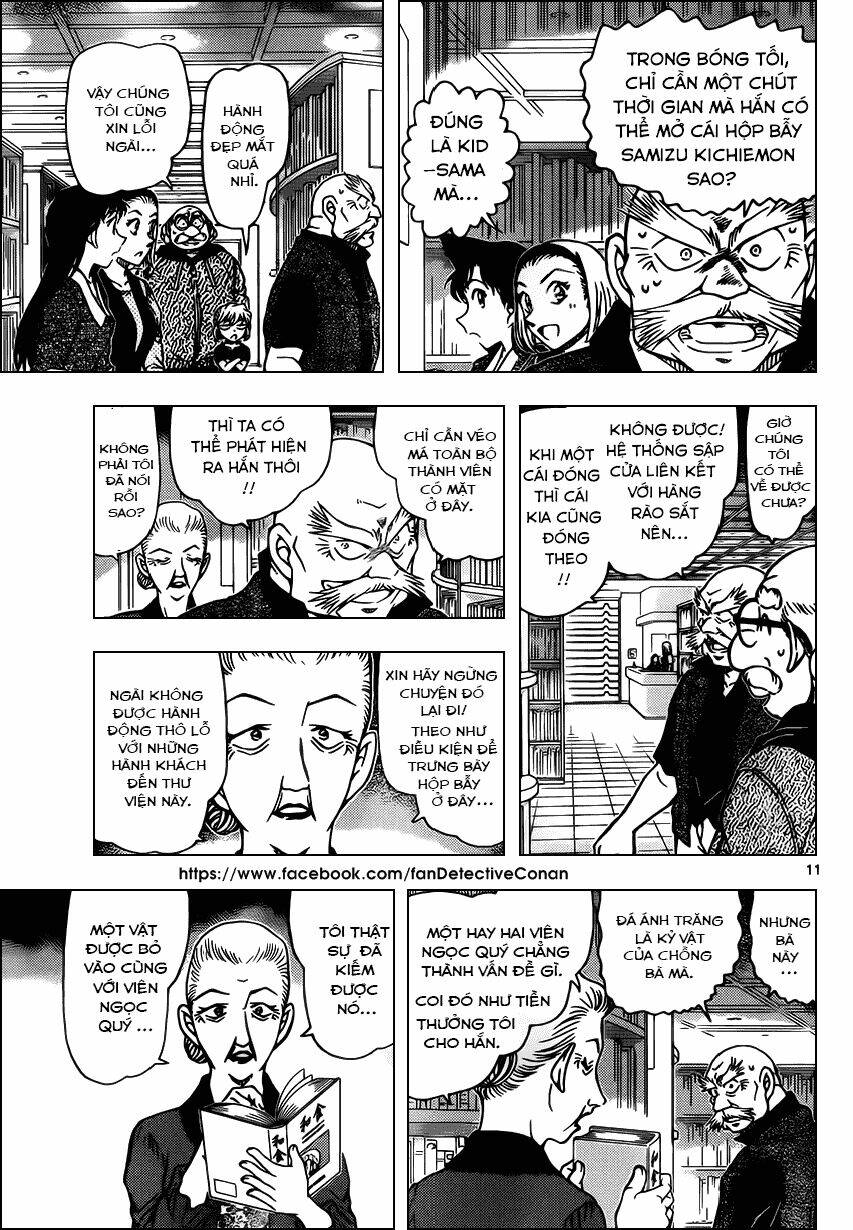 TRONG BÓNG TỐI,
CHỈ CẦN MỘT CHÚT
THỜI GIAN MÀ HẮN CÓ
THỂ MỞ CÁI HỘP BẪY
SAMIZU KICHIEMON
SAO?
ĐÚNG
LÀ KID
-SAMA
MÀ...
HÀNH
ĐỘNG
ĐẸP MẮT
QUÁ
NHỈ.
VẬY CHÚNG
TÔI CŨNG
XIN LỖI
NGÀI...
GIỜ
CHÚNG
TÔI
CÓ THỂ
VỀ ĐƯỢC
CHƯA?
KHÔNG ĐƯỢC!
HỆ THỐNG SẬP
CỬA LIÊN KẾT
VỚI HÀNG
RÀO SẮT
NÊN...
KHI MỘT
CÁI ĐÓNG
THÌ CÁI
KIA CŨNG
ĐÓNG
THEO
!!
CHỈ CẦN VÉO
MÁ TOÀN BỘ
THÀNH VIÊN
CÓ MẶT
Ở ĐÂY.
THÌ TA CÓ
THỂ PHÁT HIỆN
RA HẮN THÔI
!!
KHÔNG
PHẢI TÔI
ĐÃ NÓI
RỒI
SAO?
XIN HÃY NGỪNG
CHUYỆN ĐÓ
LẠI ĐI!
THEO NHƯ
ĐIỀU KIỆN ĐỂ
TRƯNG BÀY
HỘP BẪY
Ở ĐÂY...
NGÀI KHÔNG
ĐƯỢC HÀNH
ĐỘNG THÔ LỖ
VỚI NHỮNG
HÀNH KHÁCH
ĐẾN THƯ
VIỆN NÀY.
https://www.facebook.com/fanDetectiveConan
11
NHƯNG
BÀ
NÀY...
ĐÁ ÁNH TRĂNG
LÀ KỶ VẬT
CỦA CHỒNG
BÀ MÀ.
MỘT HAY HAI VIÊN
NGỌC QUÝ CHẲNG
THÀNH VẤN ĐỀ GÌ.
COI ĐÓ NHƯ TIỀN
THƯỞNG TÔI
CHO HẮN.
TÔI THẬT
SỰ ĐÃ
KIẾM
ĐƯỢC
NÓ...
MỘT VẬT
ĐƯỢC BỎ
VÀO CÙNG
VỚI VIÊN
NGỌC
QUÝ ...